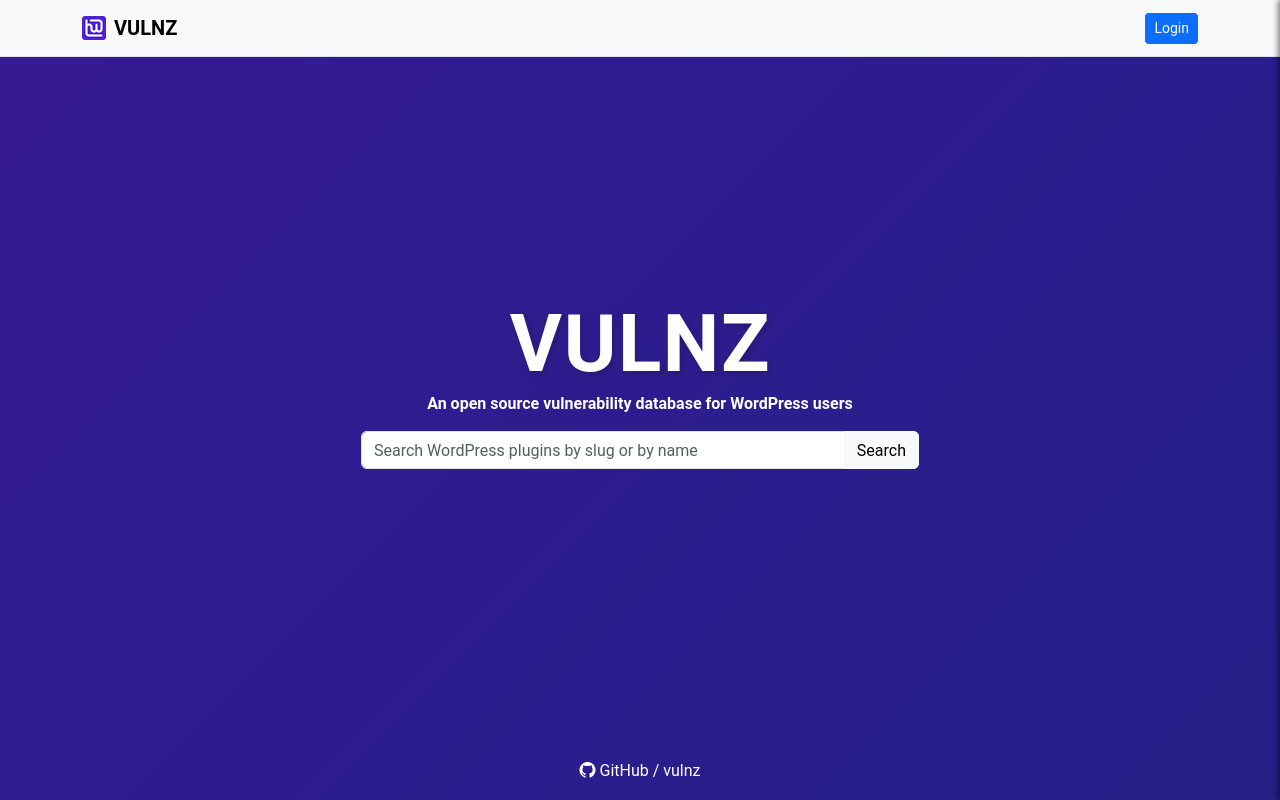 VULNZ
Login
VULNZ
An open source vulnerability database for WordPress users
Search WordPress plugins by slug or by name
Search
GitHub / vulnz